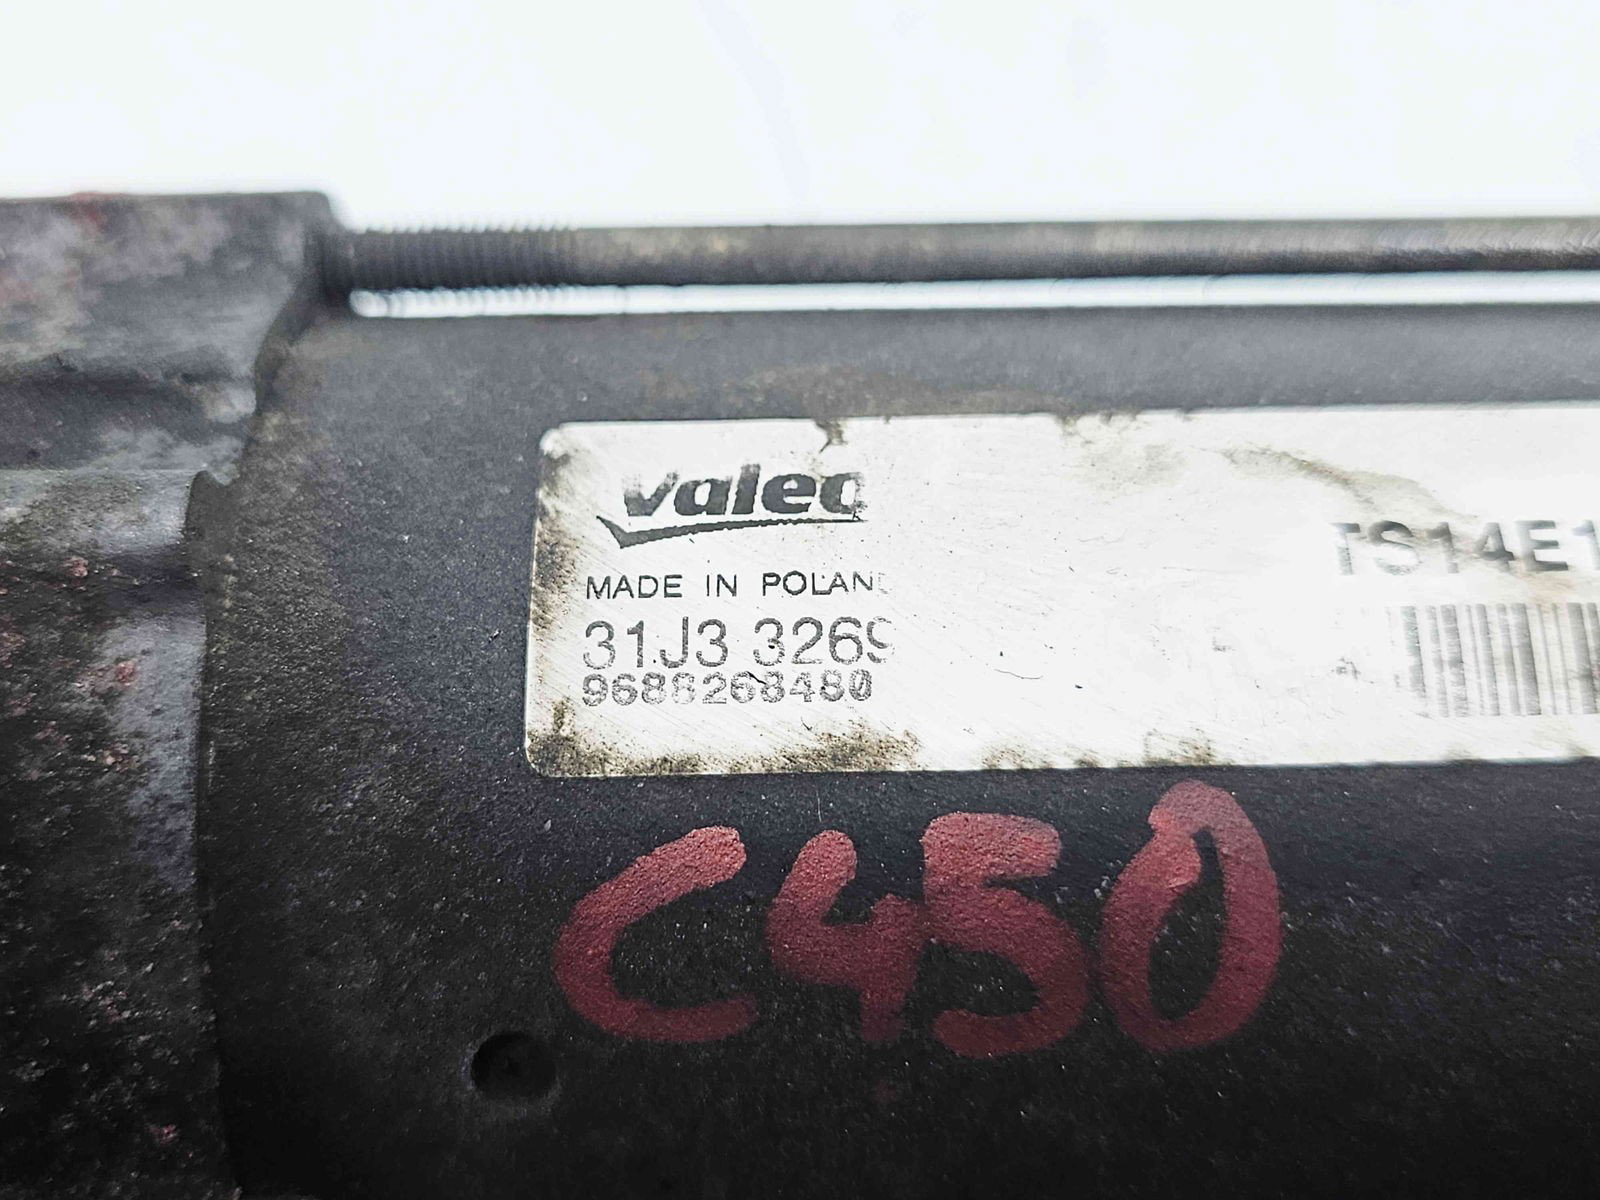 valeo
MADE IN POLAND
31J3 3269
9688268480
TS14E1
C450